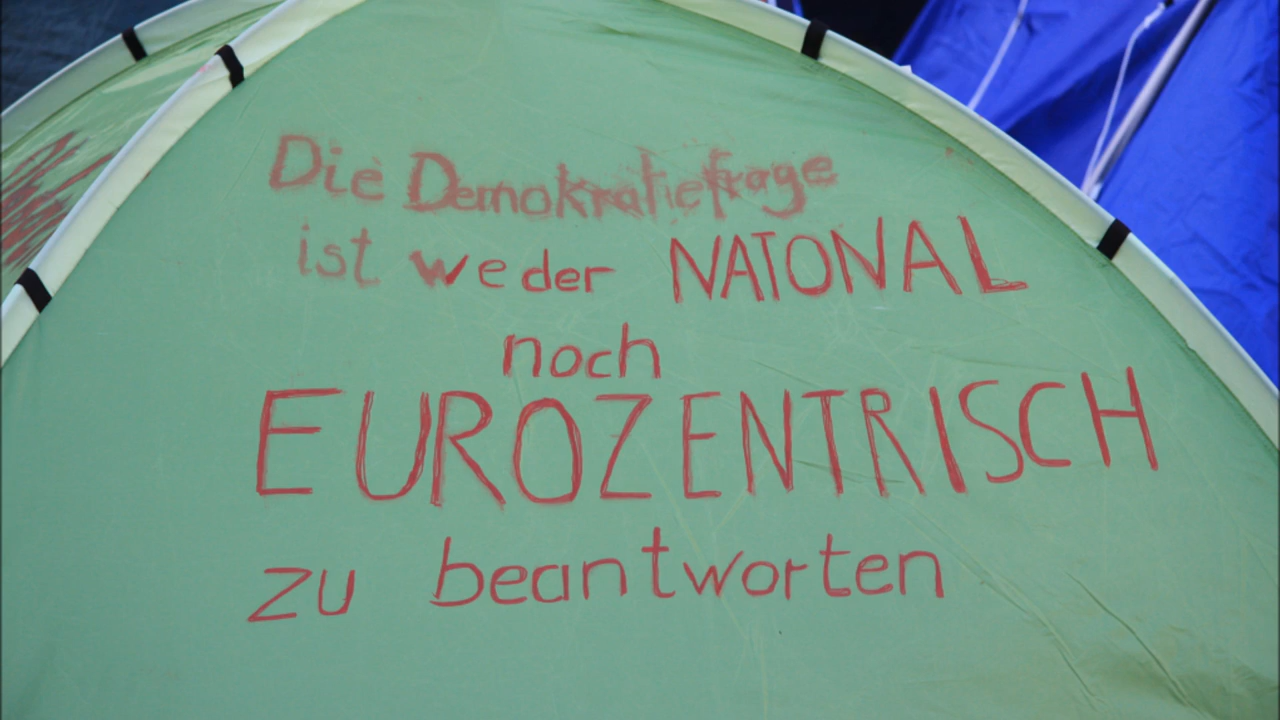 Die Demokratiefrage
ist weder NATONAL
noch
EUROZENTRISCH
zu beantworten